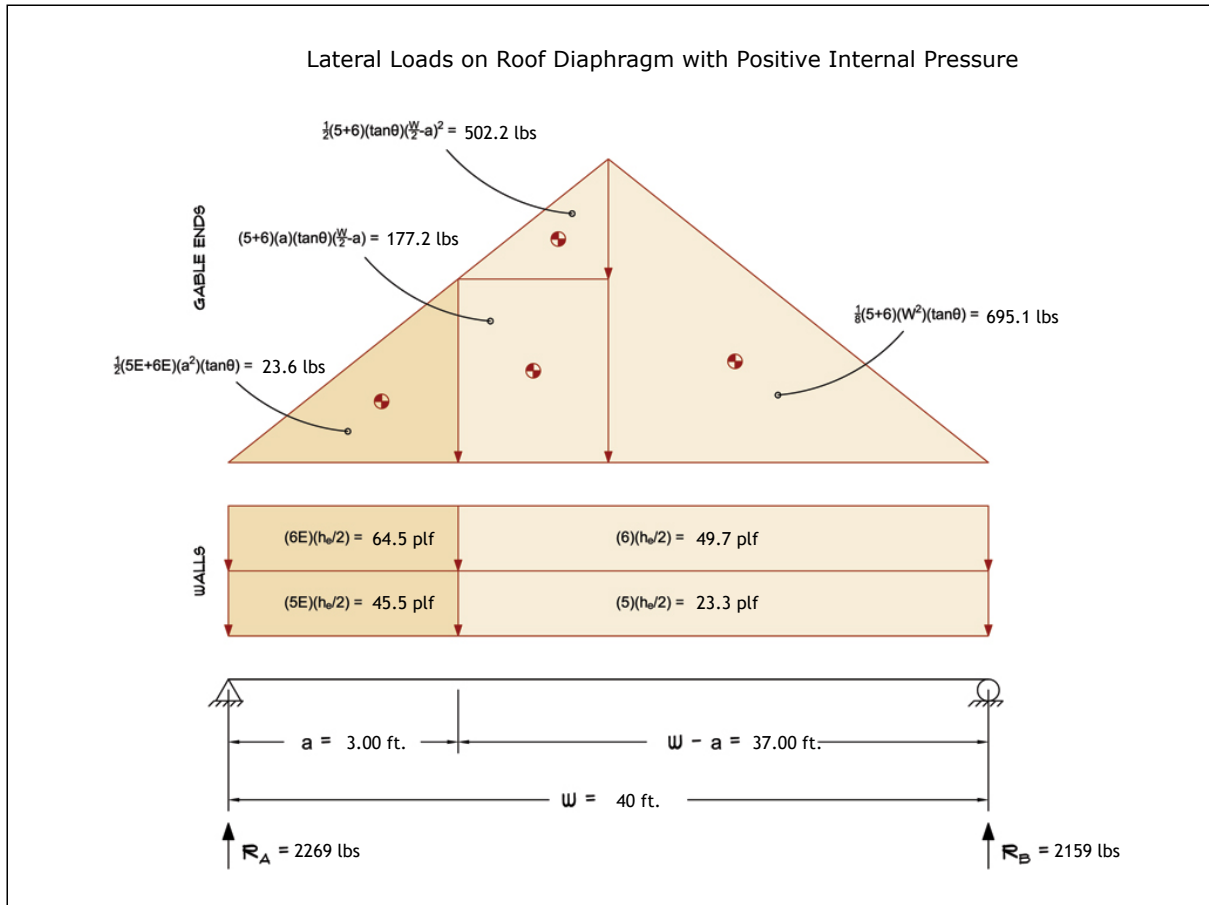 Lateral Loads on Roof Diaphragm with Positive Internal Pressure
½(5+6)(tanθ)(W/2-a)² = 502.2 lbs
GABLE ENDS
(5+6)(a)(tanθ)(W/2-a) = 177.2 lbs
⅛(5+6)(W²)(tanθ) = 695.1 lbs
½(5E+6E)(a²)(tanθ) = 23.6 lbs
WALLS
(6E)(hₑ/2) = 64.5 plf
(6)(hₑ/2) = 49.7 plf
(5E)(hₑ/2) = 45.5 plf
(5)(hₑ/2) = 23.3 plf
a = 3.00 ft.
W - a = 37.00 ft.
W = 40 ft.
R_A = 2269 lbs
R_B = 2159 lbs